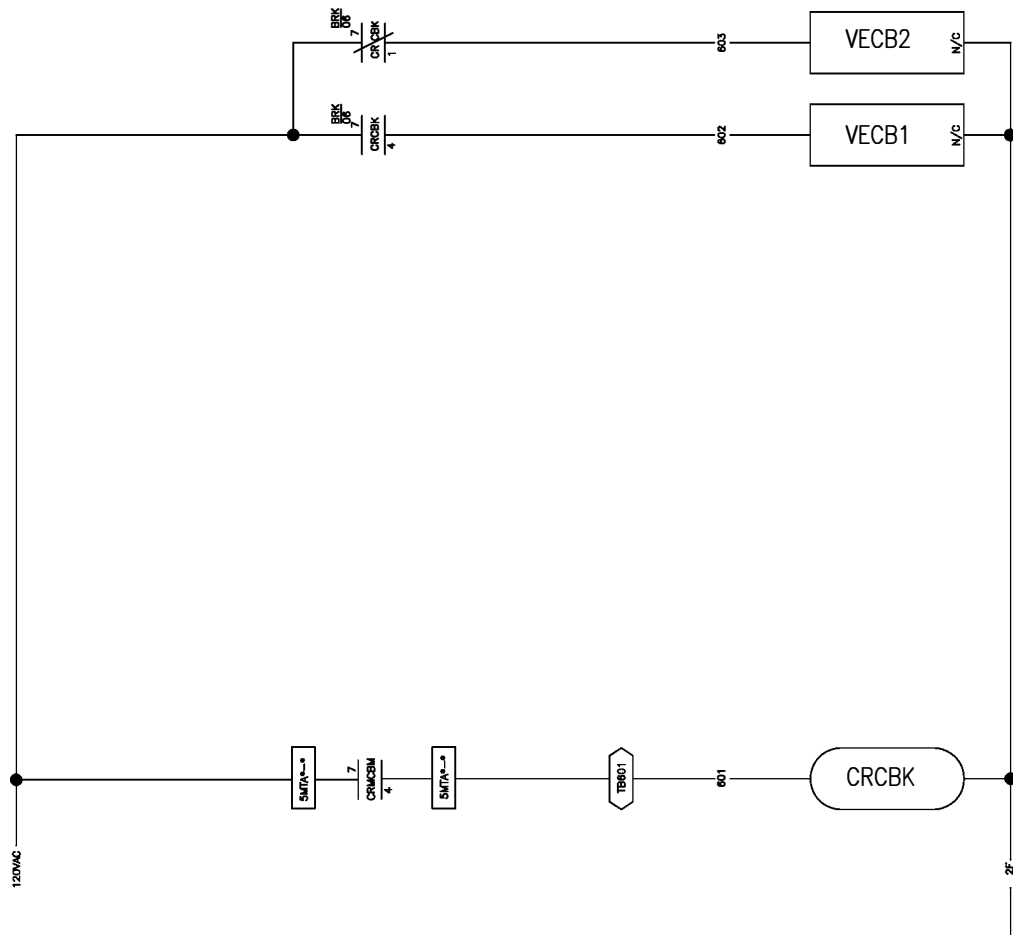 BRK
06
7
CRCBK
1
603
VECB2
N/C
BRK
06
7
CRCBK
4
602
VECB1
N/C
5MTA*-*
7
CRMCBM
4
5MTA*-*
TB601
601
CRCBK
120VAC
2F